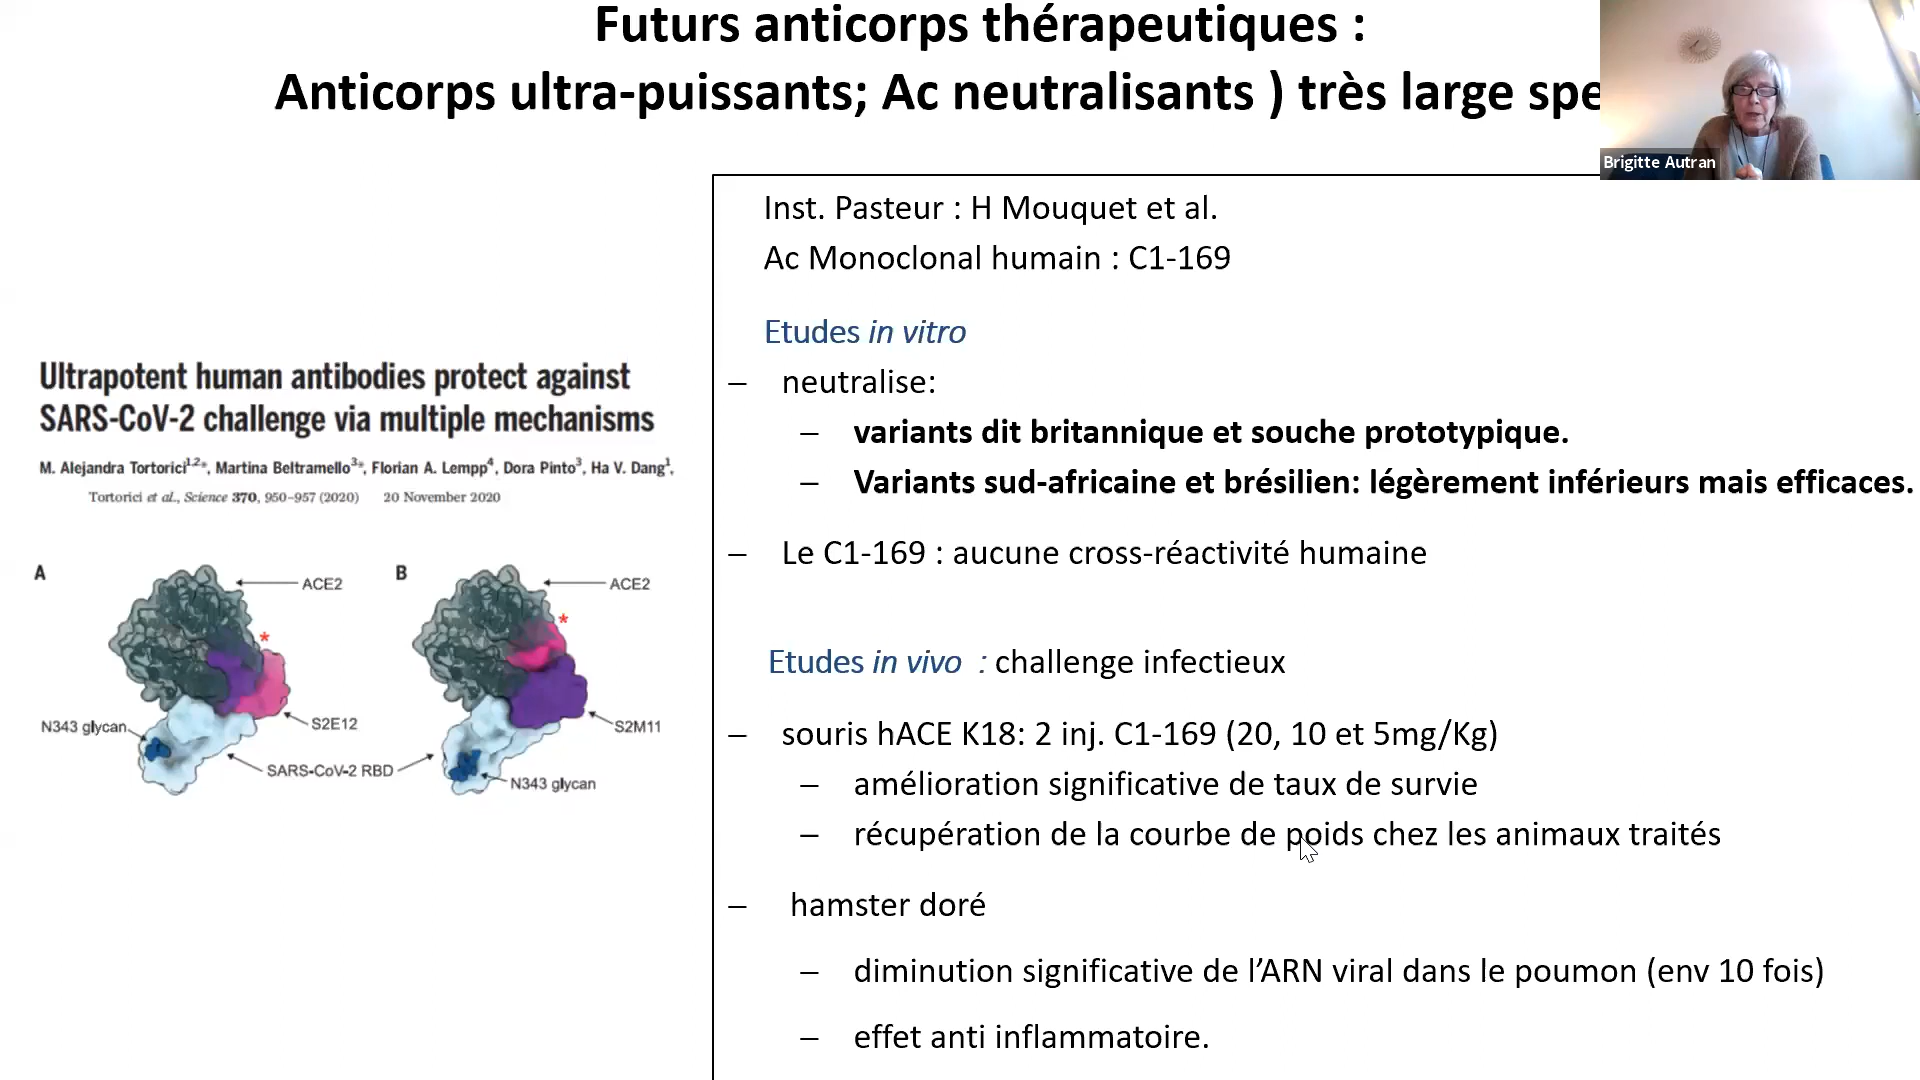 Futurs anticorps thérapeutiques :
Anticorps ultra-puissants; Ac neutralisants ) très large spe
Brigitte Autran
Ultrapotent human antibodies protect against
SARS-CoV-2 challenge via multiple mechanisms
M. Alejandra Tortorici1,2*, Martina Beltramello3*, Florian A. Lempp4, Dora Pinto3, Ha V. Dang1,
Tortorici et al., Science 370, 950–957 (2020) 20 November 2020
A
ACE2
*
N343 glycan
S2E12
SARS-CoV-2 RBD
B
ACE2
*
S2M11
N343 glycan
Inst. Pasteur : H Mouquet et al.
Ac Monoclonal humain : C1-169
Etudes in vitro
– neutralise:
– variants dit britannique et souche prototypique.
– Variants sud-africaine et brésilien: légèrement inférieurs mais efficaces.
– Le C1-169 : aucune cross-réactivité humaine
Etudes in vivo : challenge infectieux
– souris hACE K18: 2 inj. C1-169 (20, 10 et 5mg/Kg)
– amélioration significative de taux de survie
– récupération de la courbe de poids chez les animaux traités
– hamster doré
– diminution significative de l’ARN viral dans le poumon (env 10 fois)
– effet anti inflammatoire.